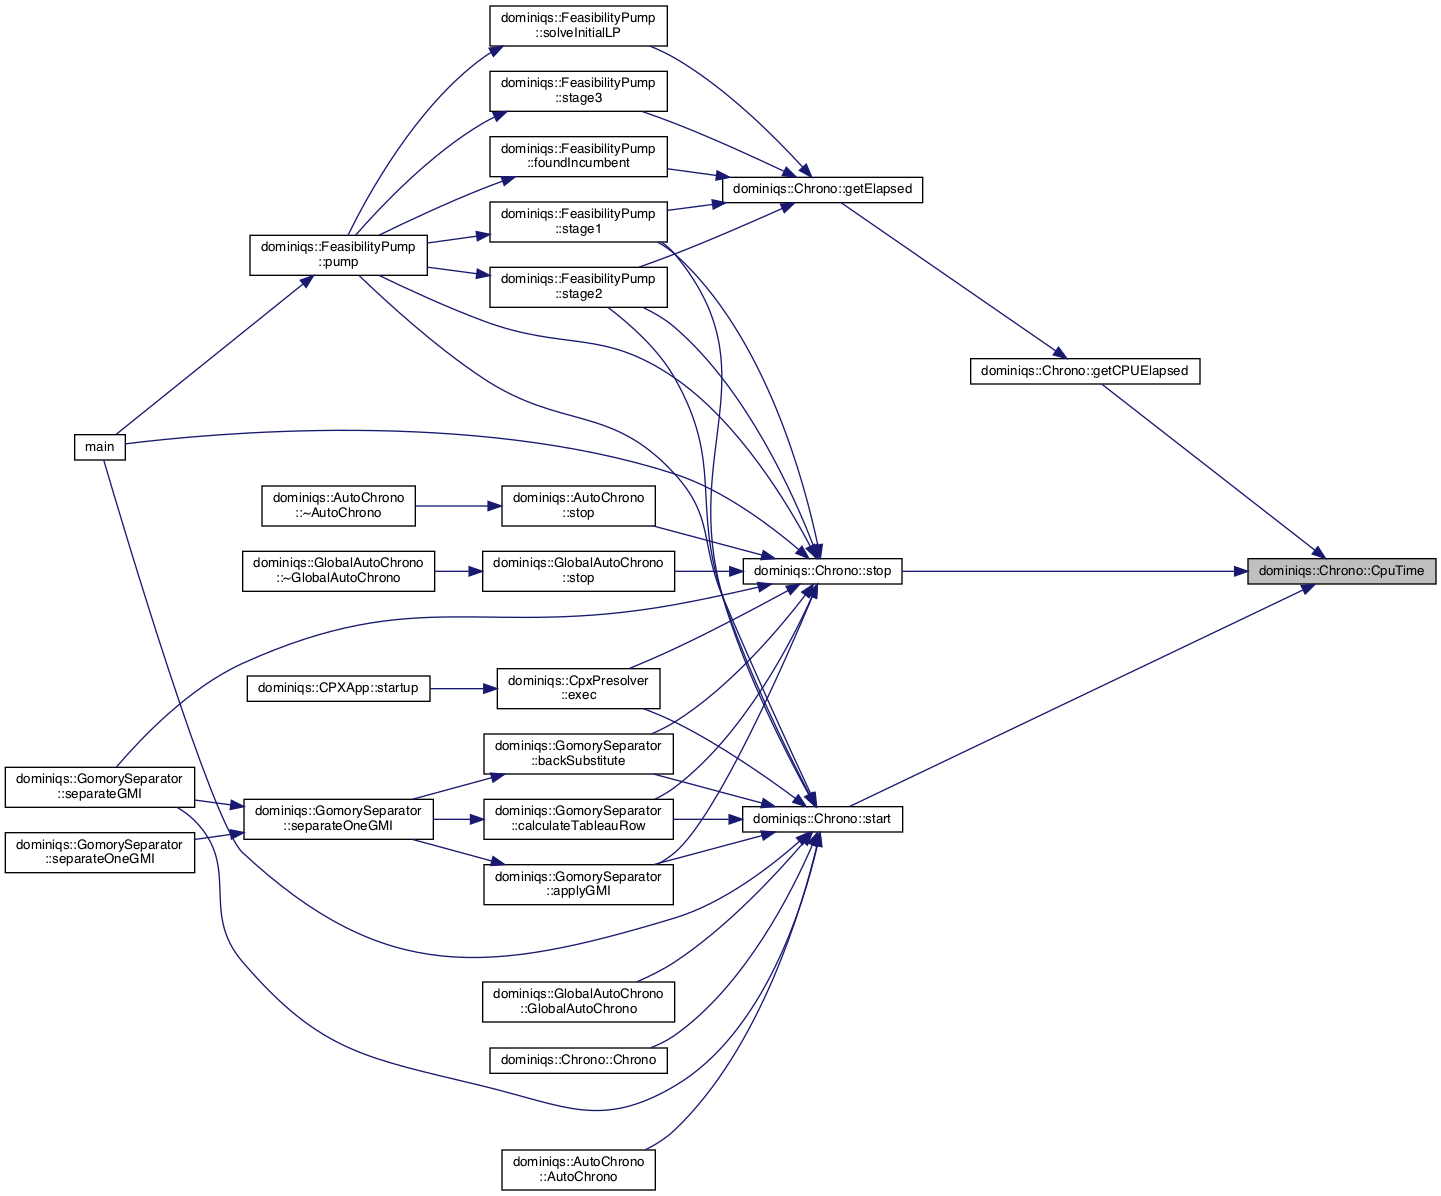 dominiqs::FeasibilityPump
::solveInitialLP
dominiqs::FeasibilityPump
::stage3
dominiqs::FeasibilityPump
::foundIncumbent
dominiqs::Chrono::getElapsed
dominiqs::FeasibilityPump
::stage1
dominiqs::FeasibilityPump
::pump
dominiqs::FeasibilityPump
::stage2
dominiqs::Chrono::getCPUElapsed
main
dominiqs::AutoChrono
::~AutoChrono
dominiqs::AutoChrono
::stop
dominiqs::GlobalAutoChrono
::~GlobalAutoChrono
dominiqs::GlobalAutoChrono
::stop
dominiqs::Chrono::stop
dominiqs::Chrono::CpuTime
dominiqs::CPXApp::startup
dominiqs::CpxPresolver
::exec
dominiqs::GomorySeparator
::backSubstitute
dominiqs::GomorySeparator
::separateGMI
dominiqs::GomorySeparator
::separateOneGMI
dominiqs::GomorySeparator
::calculateTableauRow
dominiqs::Chrono::start
dominiqs::GomorySeparator
::separateOneGMI
dominiqs::GomorySeparator
::applyGMI
dominiqs::GlobalAutoChrono
::GlobalAutoChrono
dominiqs::Chrono::Chrono
dominiqs::AutoChrono
::AutoChrono